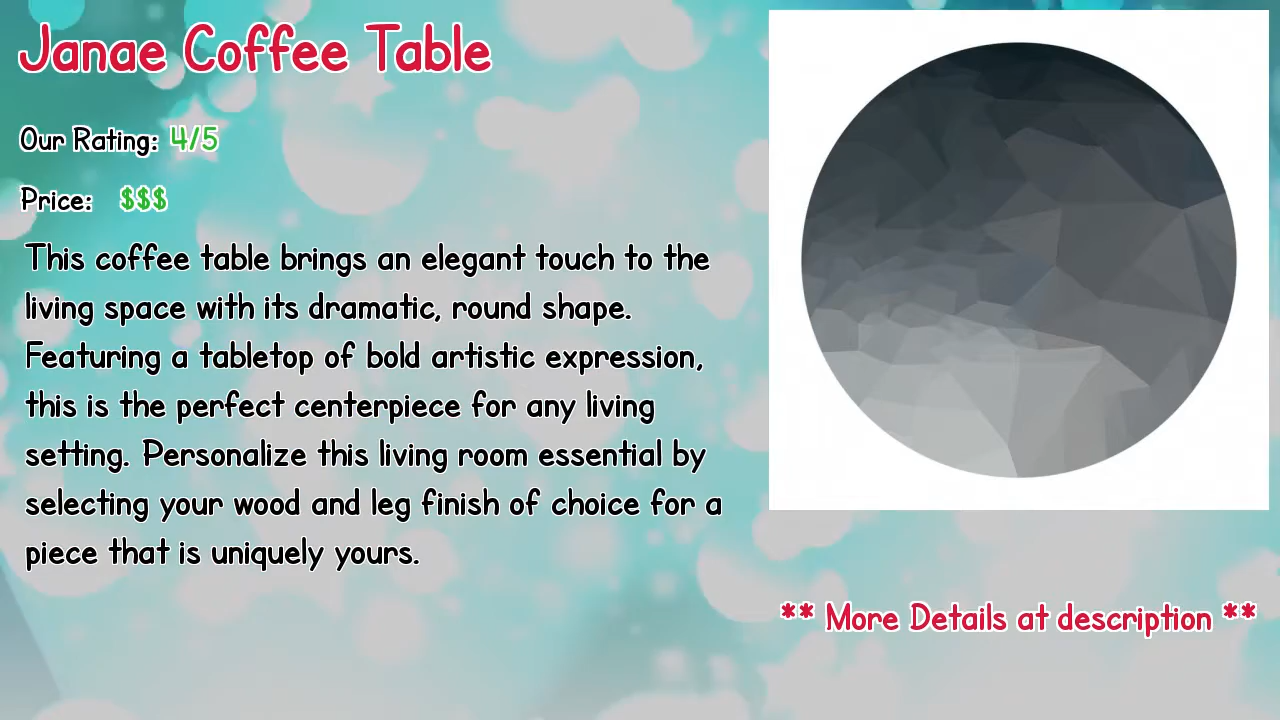 Janae Coffee Table
Our Rating: 4/5
Price: $$$
This coffee table brings an elegant touch to the
living space with its dramatic, round shape.
Featuring a tabletop of bold artistic expression,
this is the perfect centerpiece for any living
setting. Personalize this living room essential by
selecting your wood and leg finish of choice for a
piece that is uniquely yours.
** More Details at description **